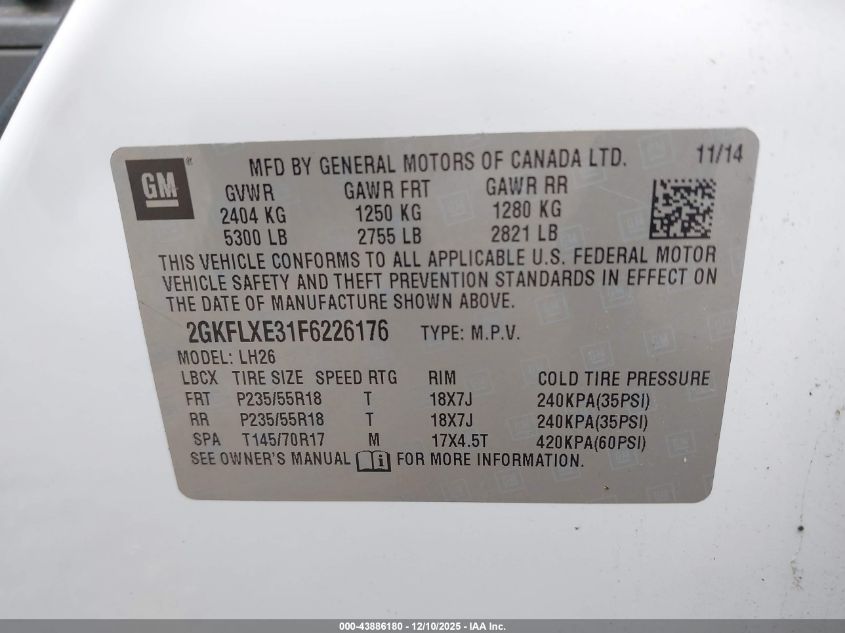 GM
MFD BY GENERAL MOTORS OF CANADA LTD. 11/14
GVWR GAWR FRT GAWR RR
2404 KG 1250 KG 1280 KG
5300 LB 2755 LB 2821 LB
THIS VEHICLE CONFORMS TO ALL APPLICABLE U.S. FEDERAL MOTOR
VEHICLE SAFETY AND THEFT PREVENTION STANDARDS IN EFFECT ON
THE DATE OF MANUFACTURE SHOWN ABOVE.
2GKFLXE31F6226176 TYPE: M.P.V.
MODEL: LH26
LBCX TIRE SIZE SPEED RTG RIM COLD TIRE PRESSURE
FRT P235/55R18 T 18X7J 240KPA(35PSI)
RR P235/55R18 T 18X7J 240KPA(35PSI)
SPA T145/70R17 M 17X4.5T 420KPA(60PSI)
SEE OWNER'S MANUAL i FOR MORE INFORMATION.
000-43886180 - 12/10/2025 - IAA Inc.